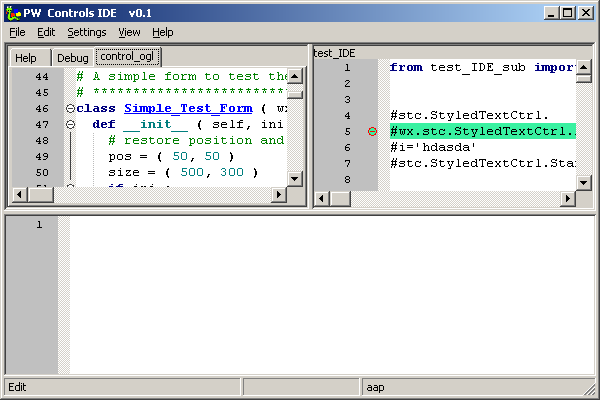 PW Controls IDE v0.1
File Edit Settings View Help
Help Debug control_ogl
44 # A simple form to test the
45 # **************************
46 class Simple_Test_Form ( wx
47 def __init__ ( self, ini
48 # restore position and
49 pos = ( 50, 50 )
50 size = ( 500, 300 )
51 if ini :
test_IDE
1 from test_IDE_sub impor
2
3
4 #stc.StyledTextCtrl.
5 #wx.stc.StyledTextCtrl.
6 #i='hdasda'
7 #stc.StyledTextCtrl.Sta
8
1
Edit
aap